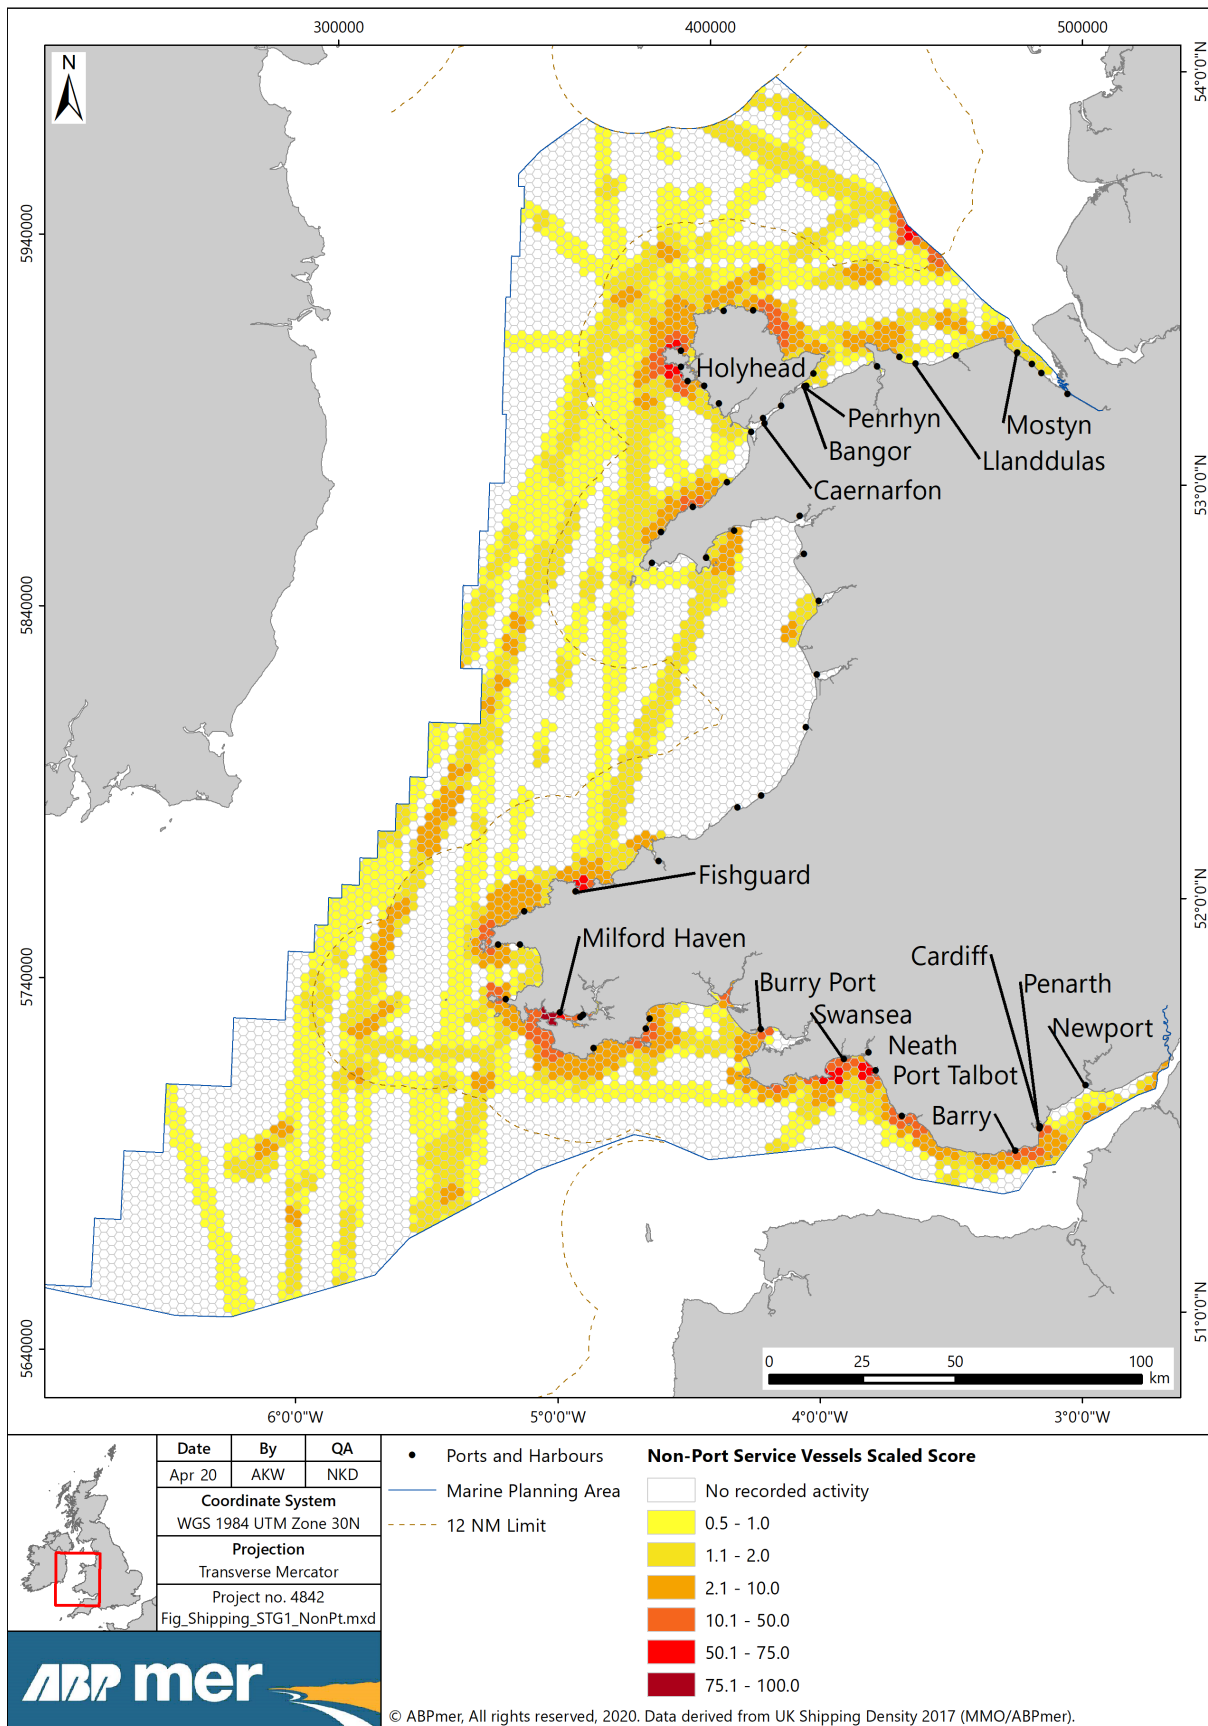 300000
400000
500000
N
54°0'0"N
5940000
Holyhead
Penrhyn
Mostyn
Bangor
Llanddulas
Caernarfon
53°0'0"N
5840000
Fishguard
52°0'0"N
Milford Haven
Cardiff
5740000
Burry Port
Penarth
Swansea
Newport
Neath
Port Talbot
Barry
51°0'0"N
5640000
0 25 50 100
km
6°0'0"W
5°0'0"W
4°0'0"W
3°0'0"W
Date By QA
Apr 20 AKW NKD
Coordinate System
WGS 1984 UTM Zone 30N
Projection
Transverse Mercator
Project no. 4842
Fig_Shipping_STG1_NonPt.mxd
ABPmer
Ports and Harbours
Marine Planning Area
12 NM Limit
Non-Port Service Vessels Scaled Score
No recorded activity
0.5 - 1.0
1.1 - 2.0
2.1 - 10.0
10.1 - 50.0
50.1 - 75.0
75.1 - 100.0
© ABPmer, All rights reserved, 2020. Data derived from UK Shipping Density 2017 (MMO/ABPmer).